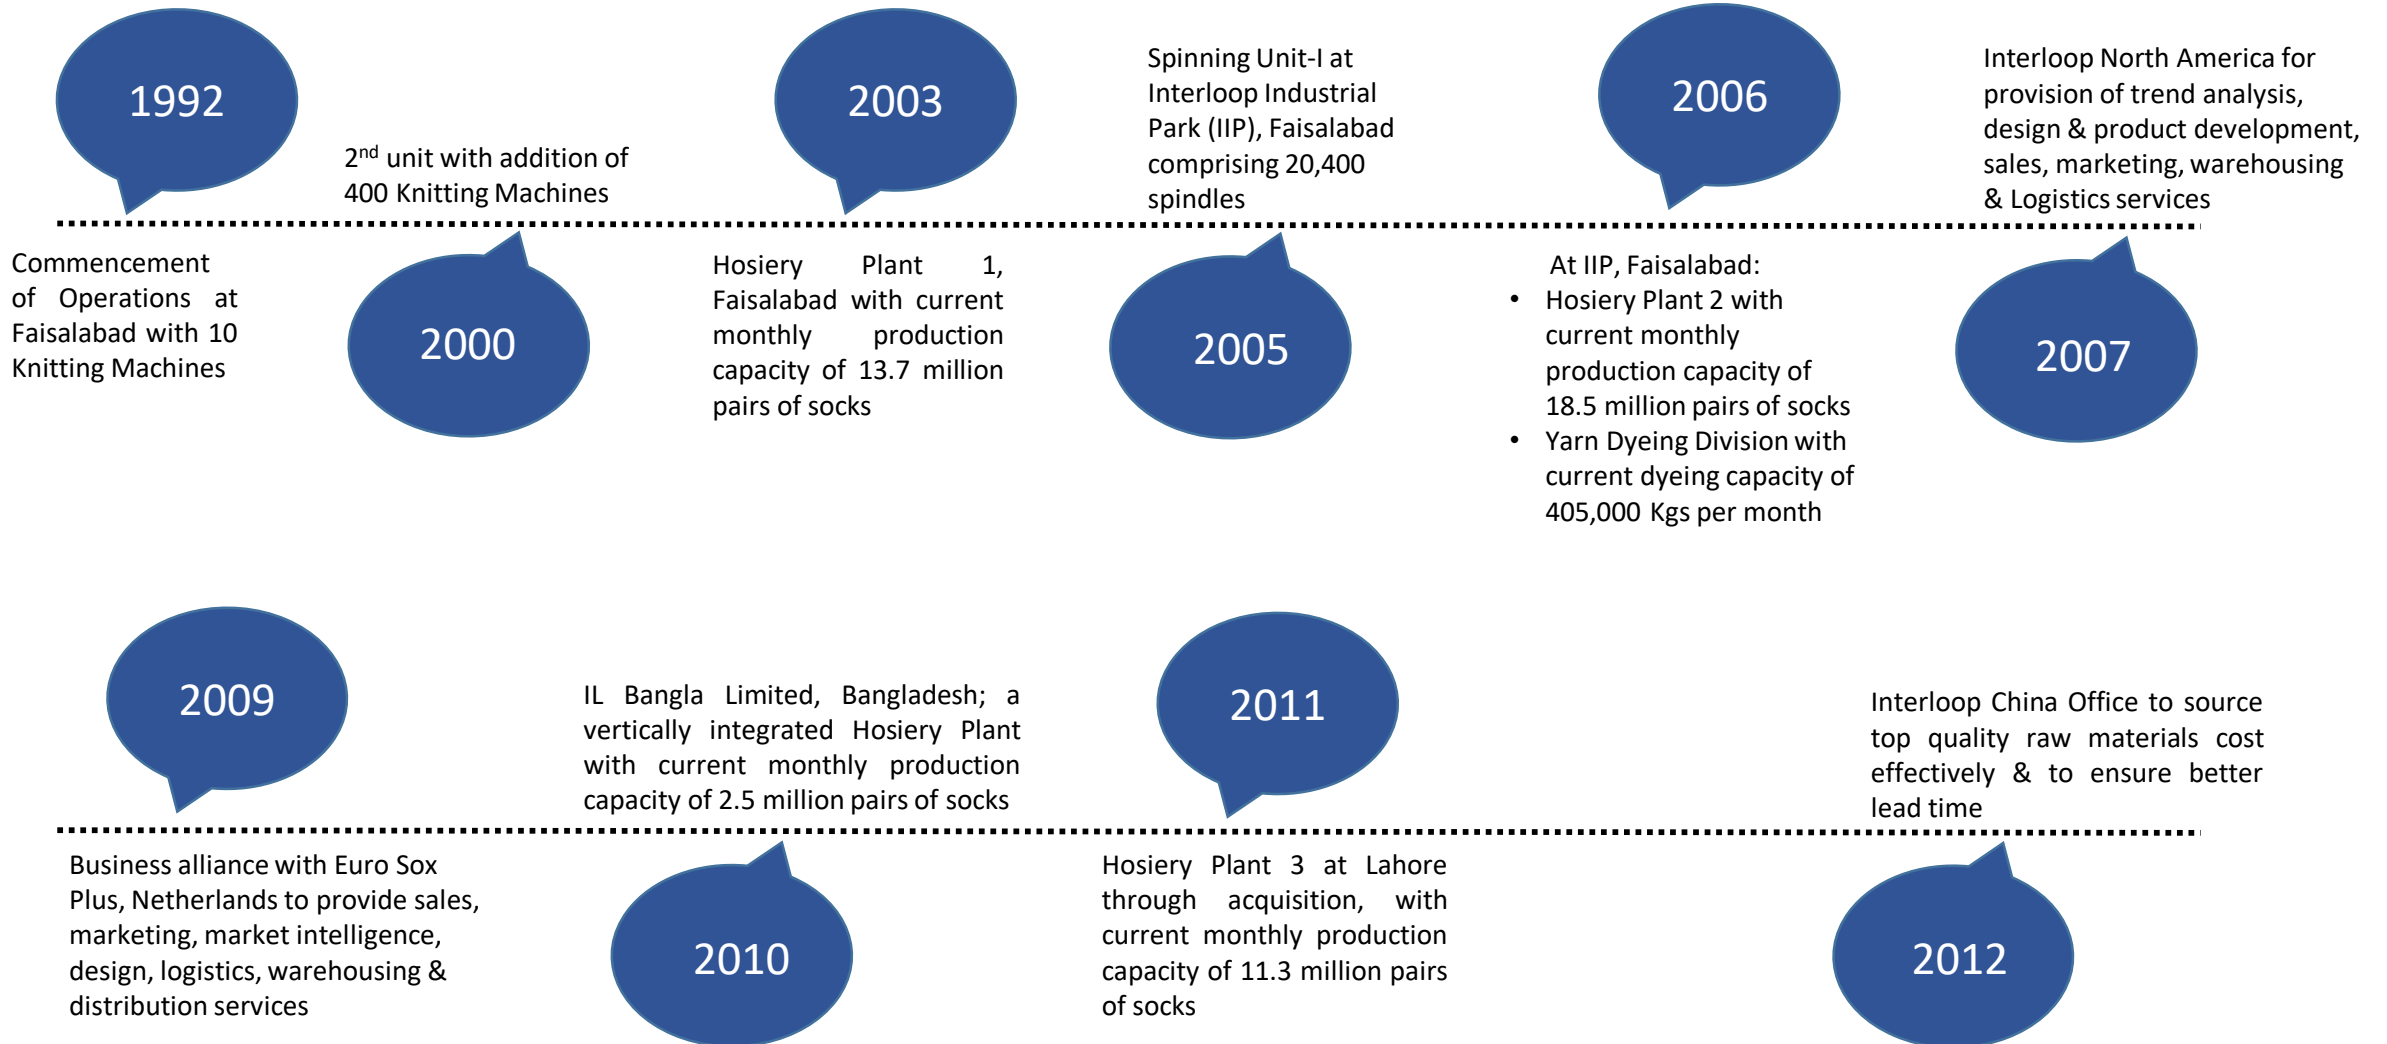 1992
Commencement
of Operations at
Faisalabad with 10
Knitting Machines
2nd unit with addition of
400 Knitting Machines
2000
2003
Hosiery Plant 1,
Faisalabad with current
monthly production
capacity of 13.7 million
pairs of socks
Spinning Unit-I at
Interloop Industrial
Park (IIP), Faisalabad
comprising 20,400
spindles
2005
2006
At IIP, Faisalabad:
• Hosiery Plant 2 with
current monthly
production capacity of
18.5 million pairs of socks
• Yarn Dyeing Division with
current dyeing capacity of
405,000 Kgs per month
Interloop North America for
provision of trend analysis,
design & product development,
sales, marketing, warehousing
& Logistics services
2007
2009
Business alliance with Euro Sox
Plus, Netherlands to provide sales,
marketing, market intelligence,
design, logistics, warehousing &
distribution services
IL Bangla Limited, Bangladesh; a
vertically integrated Hosiery Plant
with current monthly production
capacity of 2.5 million pairs of socks
2010
2011
Hosiery Plant 3 at Lahore
through acquisition, with
current monthly production
capacity of 11.3 million pairs
of socks
Interloop China Office to source
top quality raw materials cost
effectively & to ensure better
lead time
2012